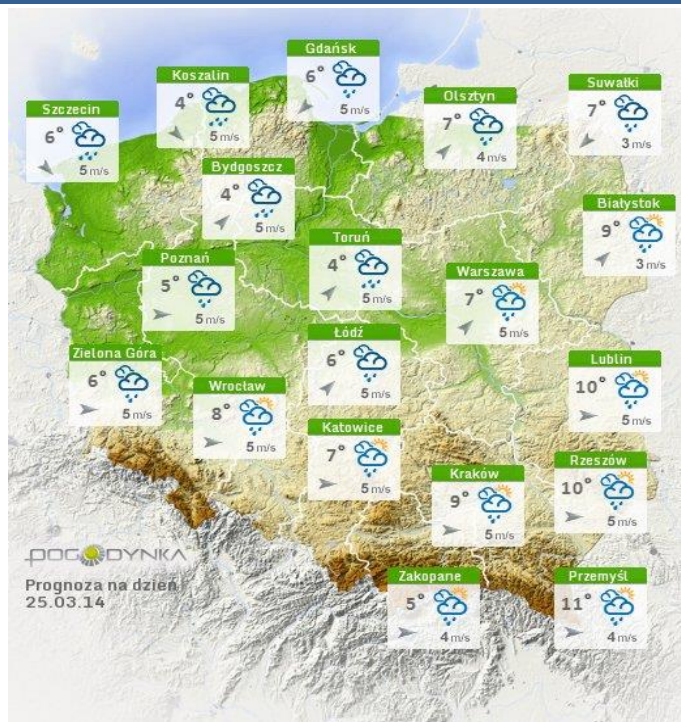 Gdańsk
6°
5 m/s
Koszalin
4°
5 m/s
Szczecin
6°
5 m/s
Olsztyn
7°
4 m/s
Suwałki
7°
3 m/s
Bydgoszcz
4°
5 m/s
Białystok
9°
3 m/s
Toruń
4°
5 m/s
Poznań
5°
5 m/s
Warszawa
7°
5 m/s
Łódź
6°
5 m/s
Zielona Góra
6°
5 m/s
Wrocław
8°
5 m/s
Lublin
10°
5 m/s
Katowice
7°
5 m/s
Kraków
9°
5 m/s
Rzeszów
10°
5 m/s
POGODYNKA
Prognoza na dzień
25.03.14
Zakopane
5°
4 m/s
Przemyśl
11°
4 m/s